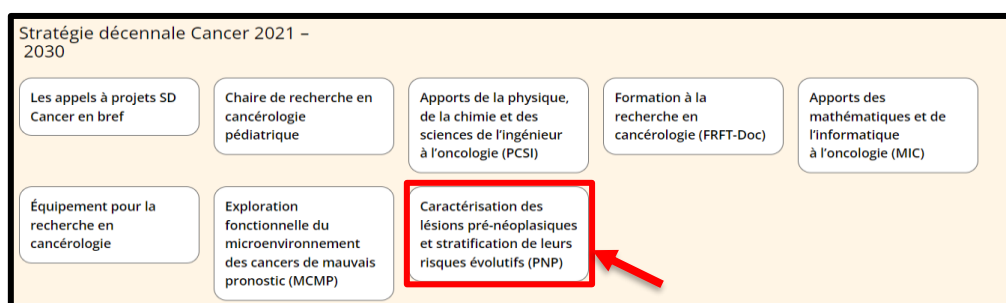 Stratégie décennale Cancer 2021 –
2030
Les appels à projets SD
Cancer en bref
Chaire de recherche en
cancérologie
pédiatrique
Apports de la physique,
de la chimie et des
sciences de l'ingénieur
à l'oncologie (PCSI)
Formation à la
recherche en
cancérologie (FRFT-Doc)
Apports des
mathématiques et de
l'informatique
à l'oncologie (MIC)
Équipement pour la
recherche en
cancérologie
Exploration
fonctionnelle du
microenvironnement
des cancers de mauvais
pronostic (MCMP)
Caractérisation des
lésions pré-néoplasiques
et stratification de leurs
risques évolutifs (PNP)